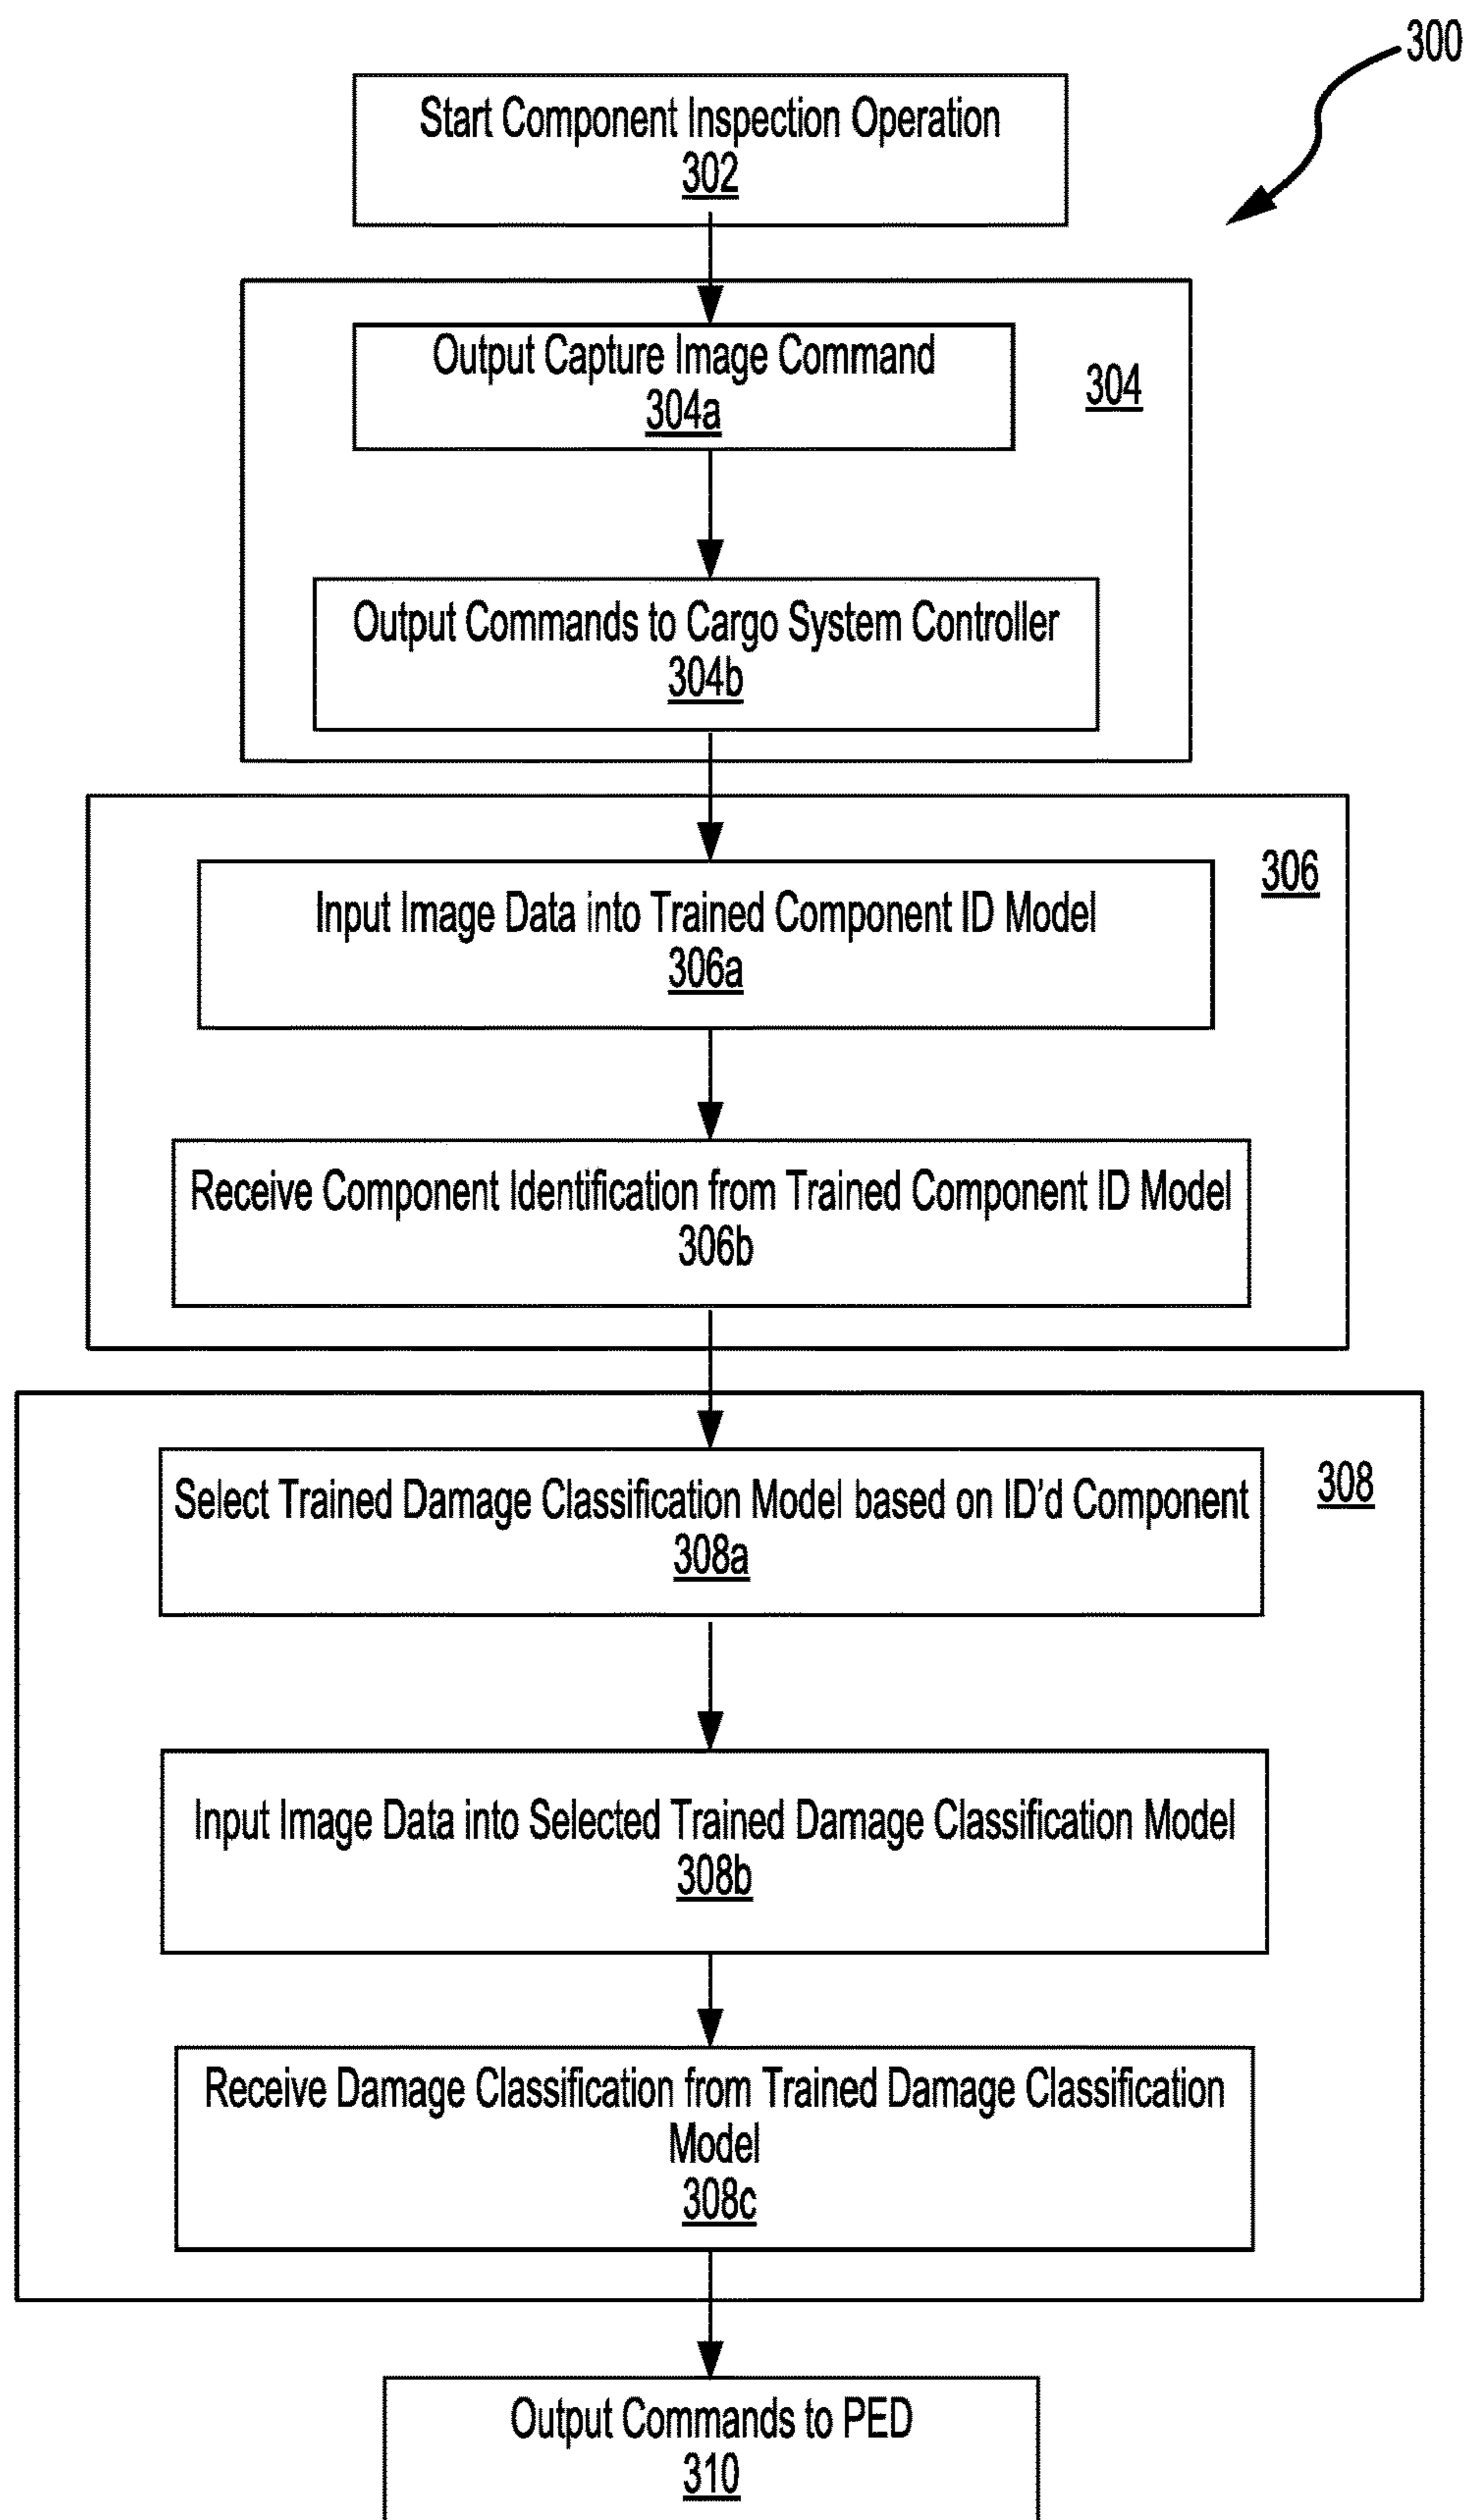 300
Start Component Inspection Operation
302
Output Capture Image Command
304a
304
Output Commands to Cargo System Controller
304b
306
Input Image Data into Trained Component ID Model
306a
Receive Component Identification from Trained Component ID Model
306b
308
Select Trained Damage Classification Model based on ID'd Component
308a
Input Image Data into Selected Trained Damage Classification Model
308b
Receive Damage Classification from Trained Damage Classification
Model
308c
Output Commands to PED
310